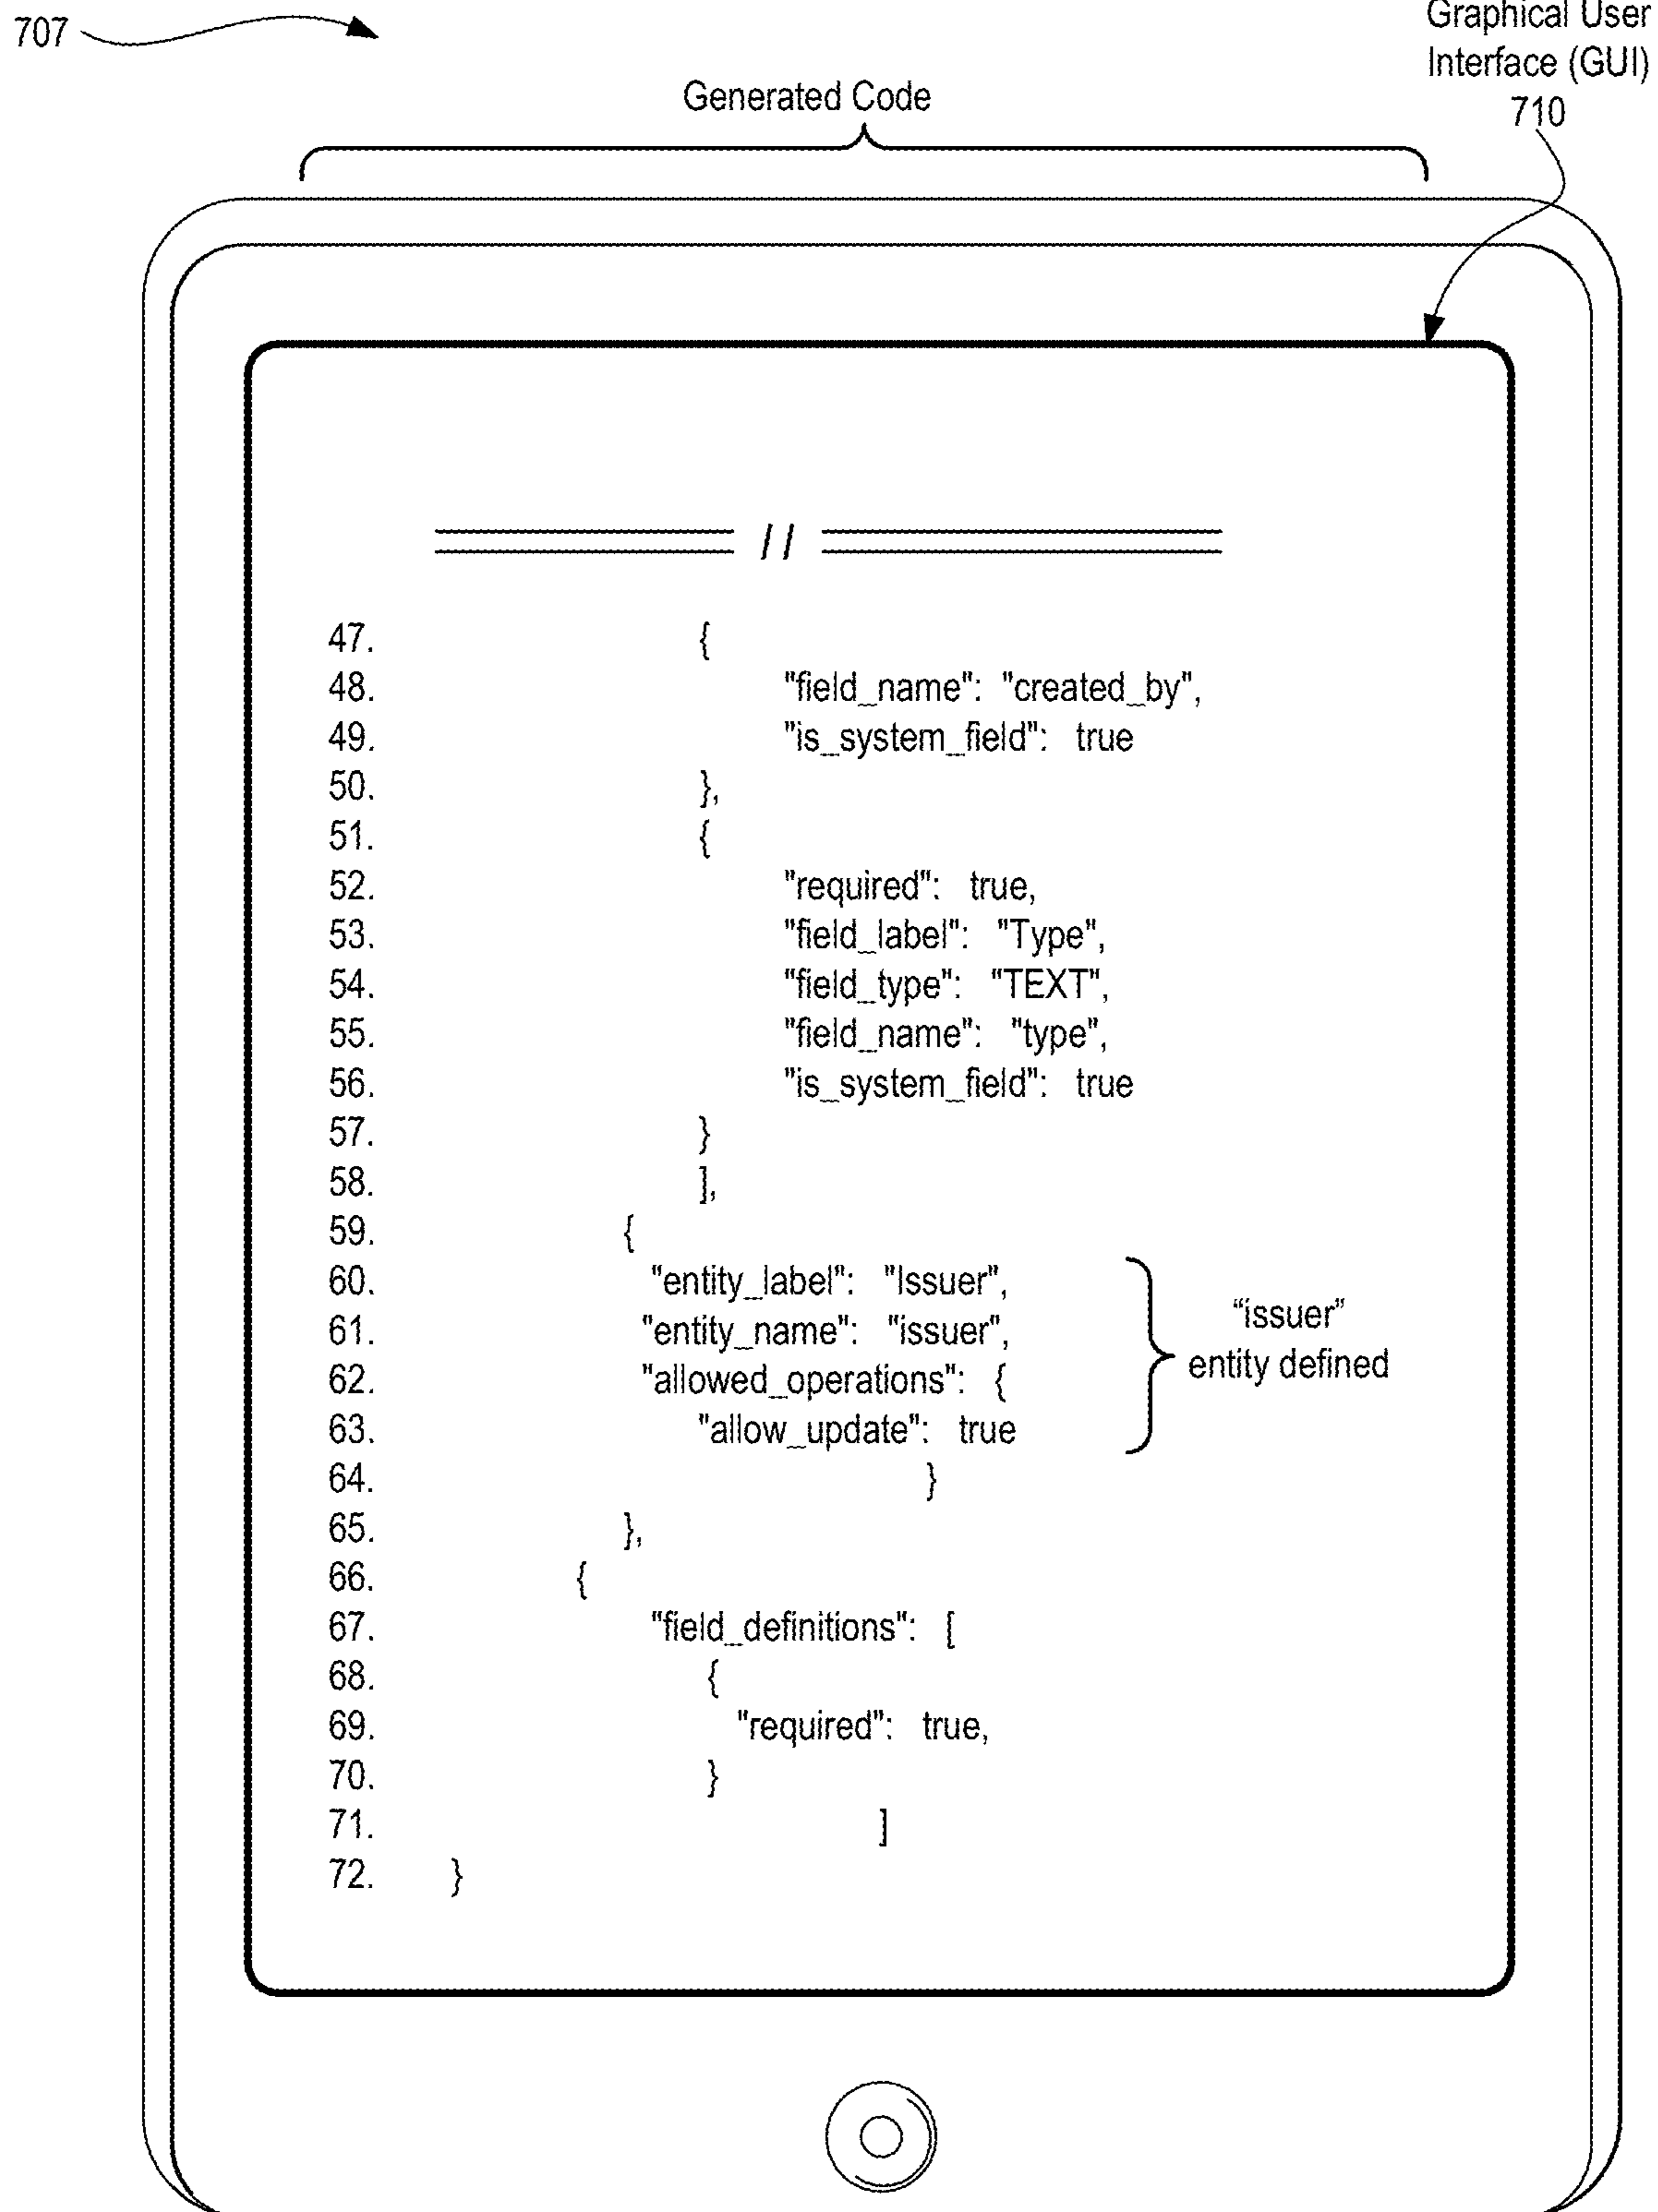 707
Graphical User
Interface (GUI)
710
Generated Code
//
47. {
48. "field_name": "created_by",
49. "is_system_field": true
50. },
51. {
52. "required": true,
53. "field_label": "Type",
54. "field_type": "TEXT",
55. "field_name": "type",
56. "is_system_field": true
57. }
58. ],
59. {
60. "entity_label": "Issuer",
61. "entity_name": "issuer",
62. "allowed_operations": {
63. "allow_update": true
64. }
65. },
66. {
67. "field_definitions": [
68. {
69. "required": true,
70. }
71. ]
72. }
“issuer”
entity defined